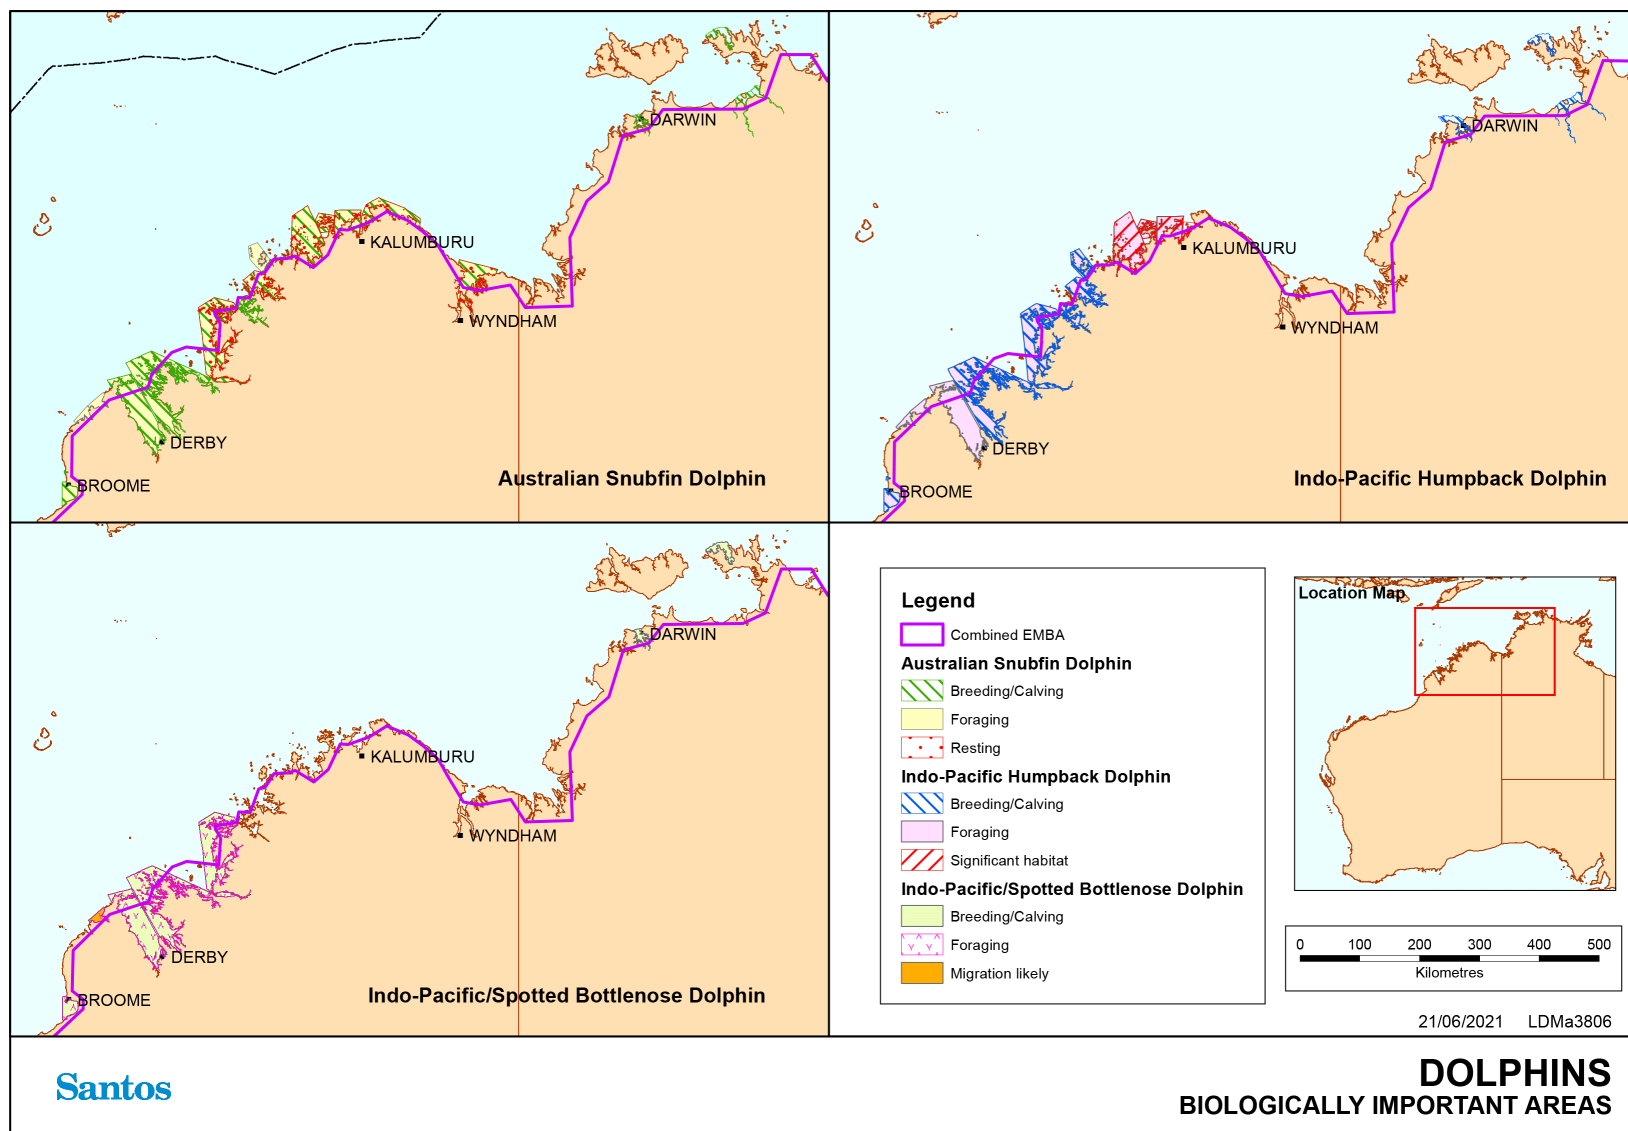 DARWIN
KALUMBURU
WYNDHAM
DERBY
BROOME
Australian Snubfin Dolphin
DARWIN
KALUMBURU
WYNDHAM
DERBY
BROOME
Indo-Pacific Humpback Dolphin
DARWIN
KALUMBURU
WYNDHAM
DERBY
BROOME
Indo-Pacific/Spotted Bottlenose Dolphin
Legend
Combined EMBA
Australian Snubfin Dolphin
Breeding/Calving
Foraging
Resting
Indo-Pacific Humpback Dolphin
Breeding/Calving
Foraging
Significant habitat
Indo-Pacific/Spotted Bottlenose Dolphin
Breeding/Calving
Foraging
Migration likely
Location Map
0 100 200 300 400 500
Kilometres
21/06/2021 LDMa3806
Santos
DOLPHINS
BIOLOGICALLY IMPORTANT AREAS